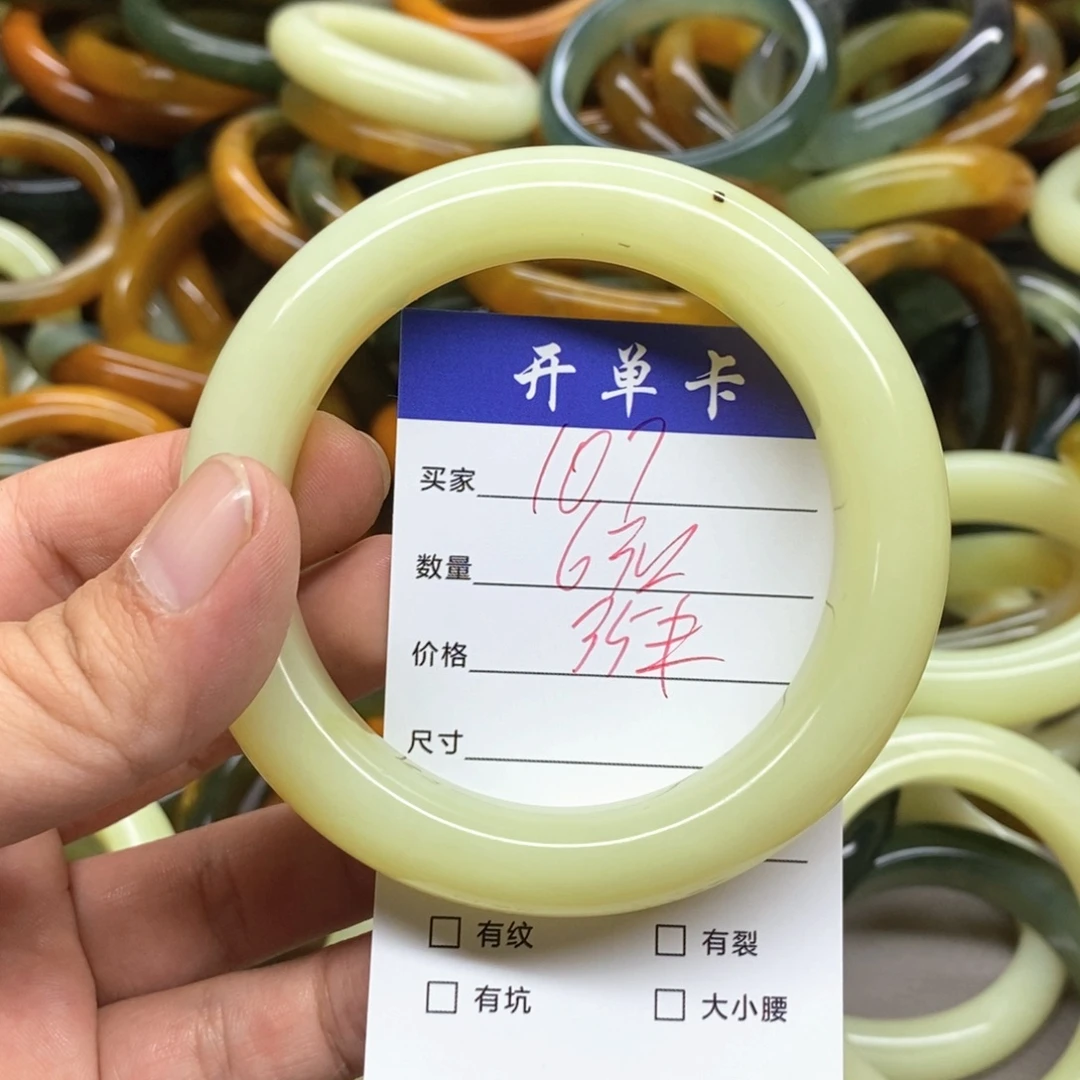 开单卡
买家 107
数量
价格
尺寸
□ 有纹 □ 有裂
□ 有坑 □ 大小腰